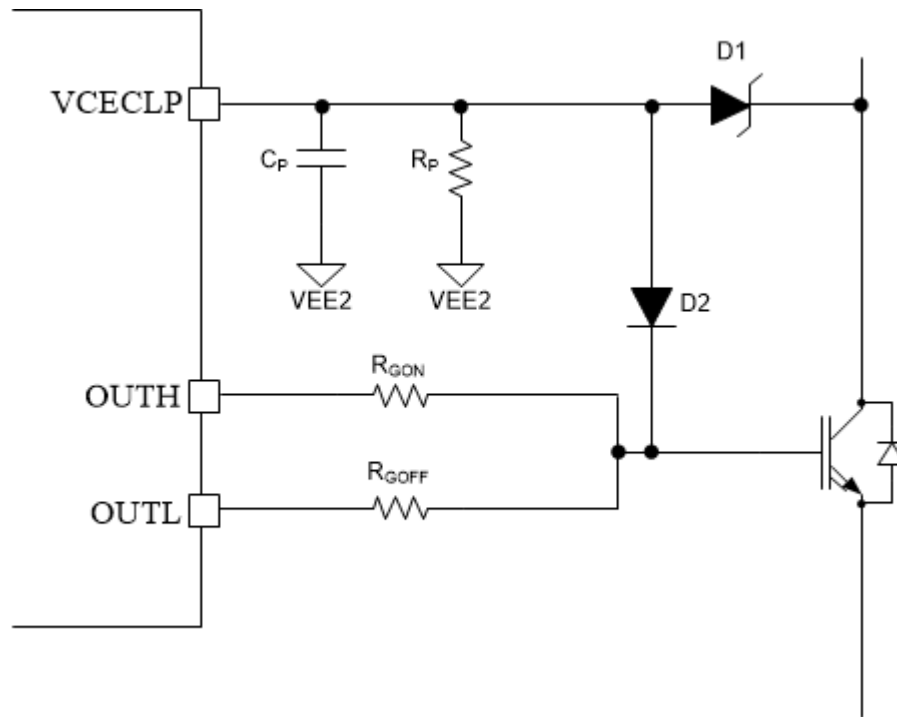 D1
VCECLP
CP
RP
VEE2
VEE2
D2
RGON
OUTH
RGOFF
OUTL